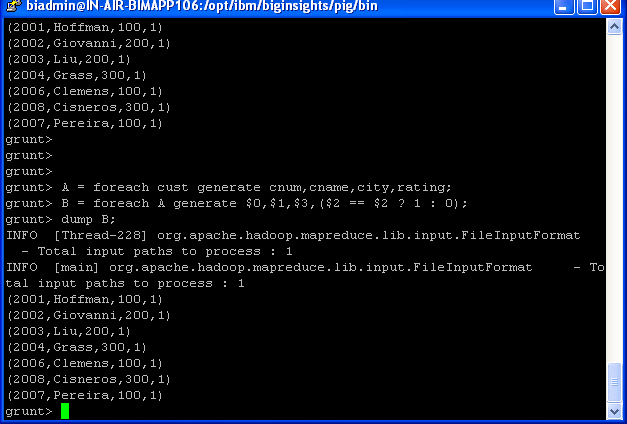 biadmin@IN-AIR-BIMAPP106:/opt/ibm/biginsights/pig/bin
(2001,Hoffman,100,1)
(2002,Giovanni,200,1)
(2003,Liu,200,1)
(2004,Grass,300,1)
(2006,Clemens,100,1)
(2008,Cisneros,300,1)
(2007,Pereira,100,1)
grunt>
grunt>
grunt>
grunt> A = foreach cust generate cnum,cname,city,rating;
grunt> B = foreach A generate $0,$1,$3,($2 == $2 ? 1 : 0);
grunt> dump B;
INFO  [Thread-228] org.apache.hadoop.mapreduce.lib.input.FileInputFormat
  - Total input paths to process : 1
INFO  [main] org.apache.hadoop.mapreduce.lib.input.FileInputFormat     - To
tal input paths to process : 1
(2001,Hoffman,100,1)
(2002,Giovanni,200,1)
(2003,Liu,200,1)
(2004,Grass,300,1)
(2006,Clemens,100,1)
(2008,Cisneros,300,1)
(2007,Pereira,100,1)
grunt>